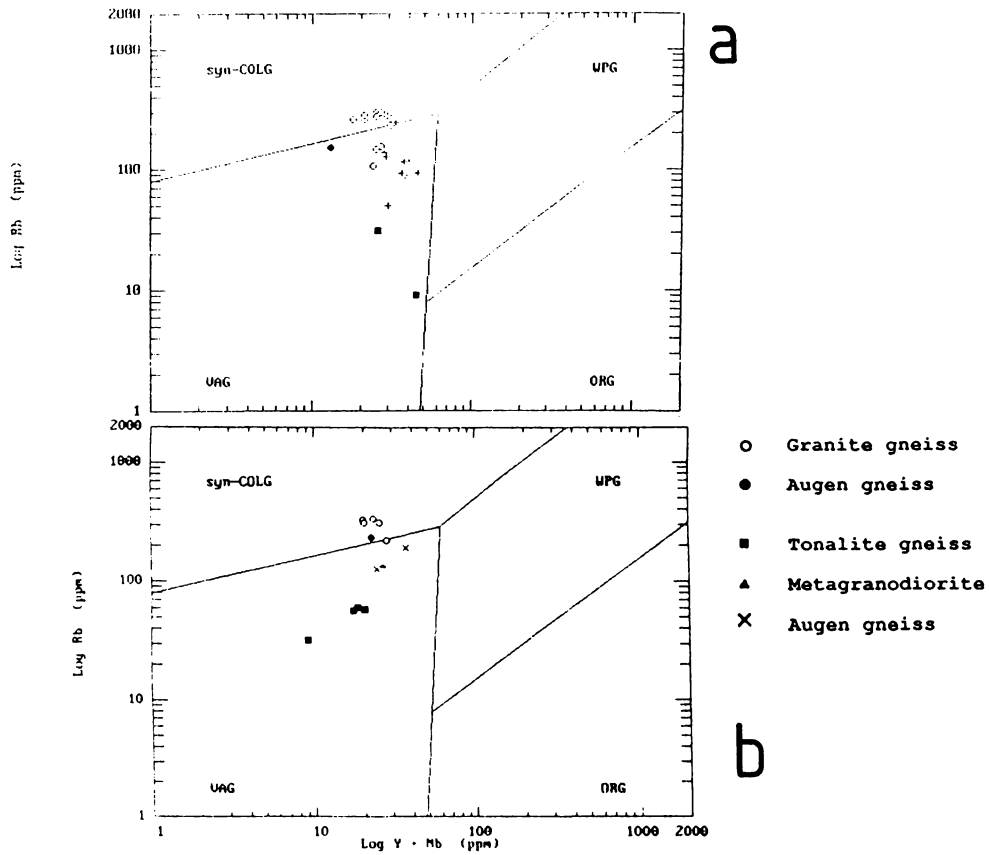 a
2000
1000
100
10
1
Log Rb (ppm)
syn-COLG
WPG
VAG
ORG
b
2000
1000
100
10
1
Log Rb (ppm)
syn-COLG
WPG
VAG
ORG
1 10 100 1000 2000
Log Y + Nb (ppm)
Granite gneiss
Augen gneiss
Tonalite gneiss
Metagranodiorite
Augen gneiss